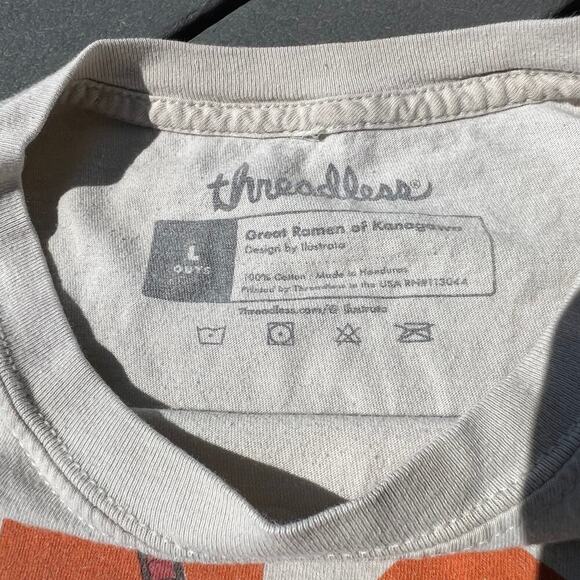 threadless®
Great Ramen of Kanagawa
Design by Ilustrata
L
GUYS
100% Cotton · Made in Honduras
Printed by Threadless in the USA RN#113044
Threadless.com/@ilustrata